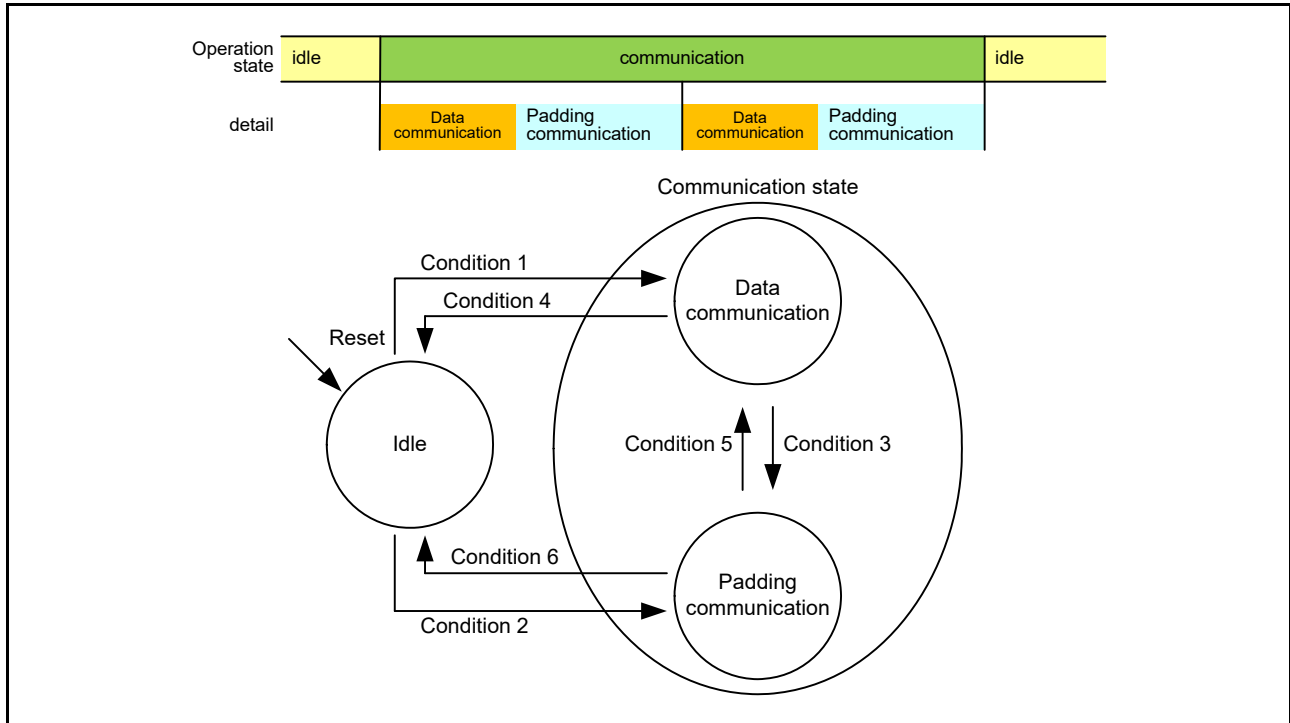 Operation
state
idle
communication
idle
detail
Data
communication
Padding
communication
Data
communication
Padding
communication
Communication state
Condition 1
Condition 4
Reset
Data
communication
Idle
Condition 5
Condition 3
Condition 6
Condition 2
Padding
communication